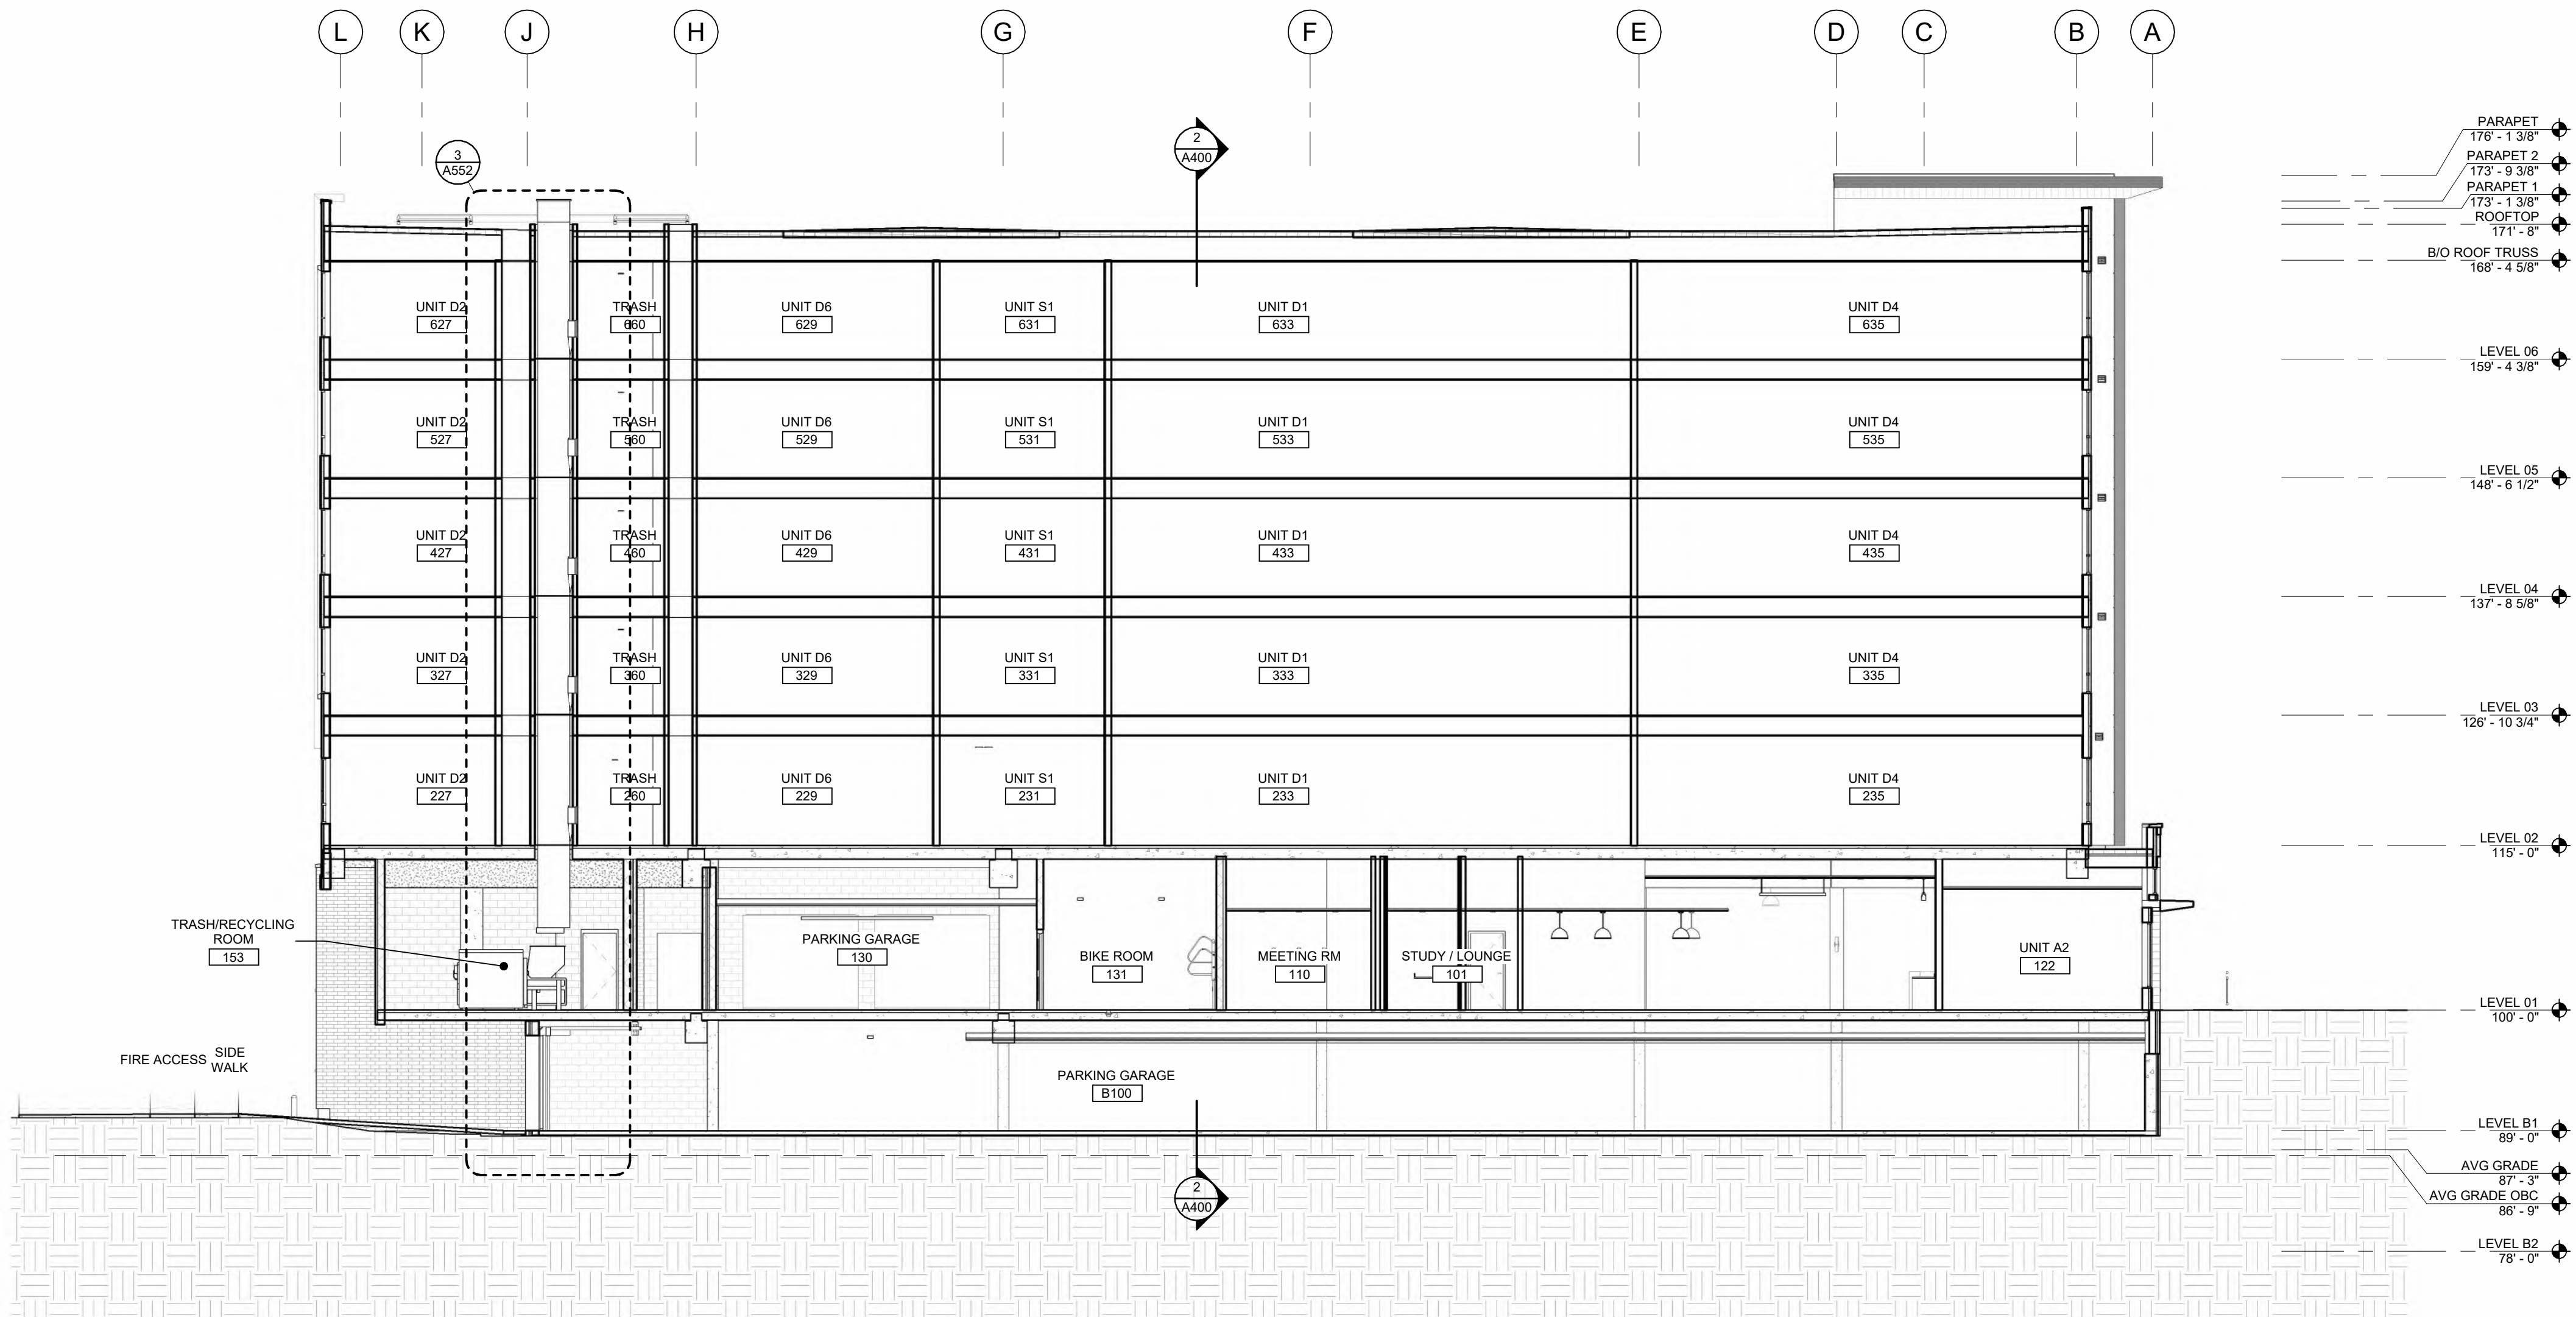 L K J H G F E D C B A
3
A552
2
A400
PARAPET
176' - 1 3/8"
PARAPET 2
173' - 9 3/8"
PARAPET 1
173' - 1 3/8"
ROOFTOP
171' - 8"
B/O ROOF TRUSS
168' - 4 5/8"
UNIT D2 TRASH UNIT D6 UNIT S1 UNIT D1 UNIT D4
627 660 629 631 633 635
LEVEL 06
159' - 4 3/8"
UNIT D2 TRASH UNIT D6 UNIT S1 UNIT D1 UNIT D4
527 560 529 531 533 535
LEVEL 05
148' - 6 1/2"
UNIT D2 TRASH UNIT D6 UNIT S1 UNIT D1 UNIT D4
427 460 429 431 433 435
LEVEL 04
137' - 8 5/8"
UNIT D2 TRASH UNIT D6 UNIT S1 UNIT D1 UNIT D4
327 360 329 331 333 335
LEVEL 03
126' - 10 3/4"
UNIT D2 TRASH UNIT D6 UNIT S1 UNIT D1 UNIT D4
227 260 229 231 233 235
LEVEL 02
115' - 0"
TRASH/RECYCLING
ROOM
153
PARKING GARAGE
130
BIKE ROOM
131
MEETING RM
110
STUDY / LOUNGE
101
UNIT A2
122
LEVEL 01
100' - 0"
FIRE ACCESS
SIDE
WALK
PARKING GARAGE
B100
LEVEL B1
89' - 0"
AVG GRADE
87' - 3"
AVG GRADE OBC
86' - 9"
2
A400
LEVEL B2
78' - 0"